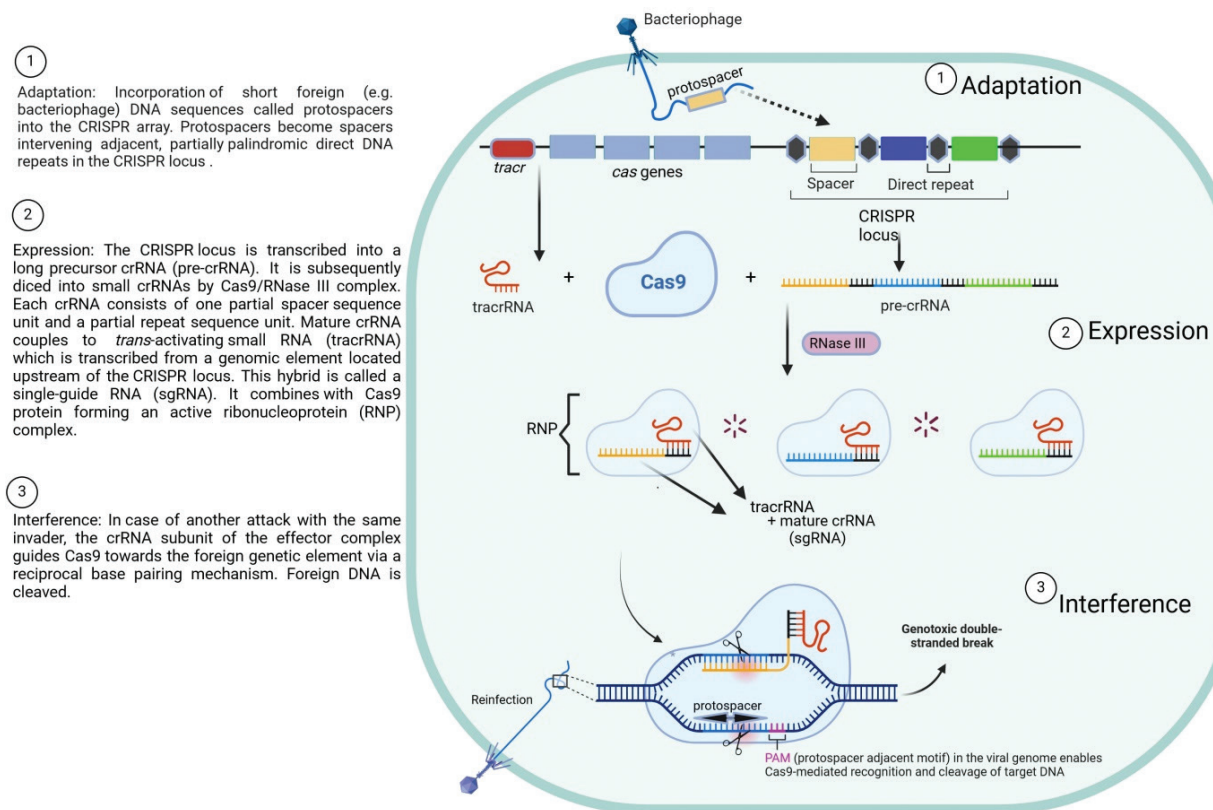 1
Adaptation: Incorporation of short foreign (e.g.
bacteriophage) DNA sequences called protospacers
into the CRISPR array. Protospacers become spacers
intervening adjacent, partially palindromic direct DNA
repeats in the CRISPR locus .
2
Expression: The CRISPR locus is transcribed into a
long precursor crRNA (pre-crRNA). It is subsequently
diced into small crRNAs by Cas9/RNase III complex.
Each crRNA consists of one partial spacer sequence
unit and a partial repeat sequence unit. Mature crRNA
couples to trans-activating small RNA (tracrRNA)
which is transcribed from a genomic element located
upstream of the CRISPR locus. This hybrid is called a
single-guide RNA (sgRNA). It combines with Cas9
protein forming an active ribonucleoprotein (RNP)
complex.
3
Interference: In case of another attack with the same
invader, the crRNA subunit of the effector complex
guides Cas9 towards the foreign genetic element via a
reciprocal base pairing mechanism. Foreign DNA is
cleaved.
Bacteriophage
protospacer
1 Adaptation
tracr
cas genes
Spacer
Direct repeat
CRISPR
locus
tracrRNA
+
Cas9
+
pre-crRNA
RNase III
2 Expression
RNP
tracrRNA
+ mature crRNA
(sgRNA)
3 Interference
Genotoxic double-
stranded break
Reinfection
protospacer
PAM (protospacer adjacent motif) in the viral genome enables
Cas9-mediated recognition and cleavage of target DNA